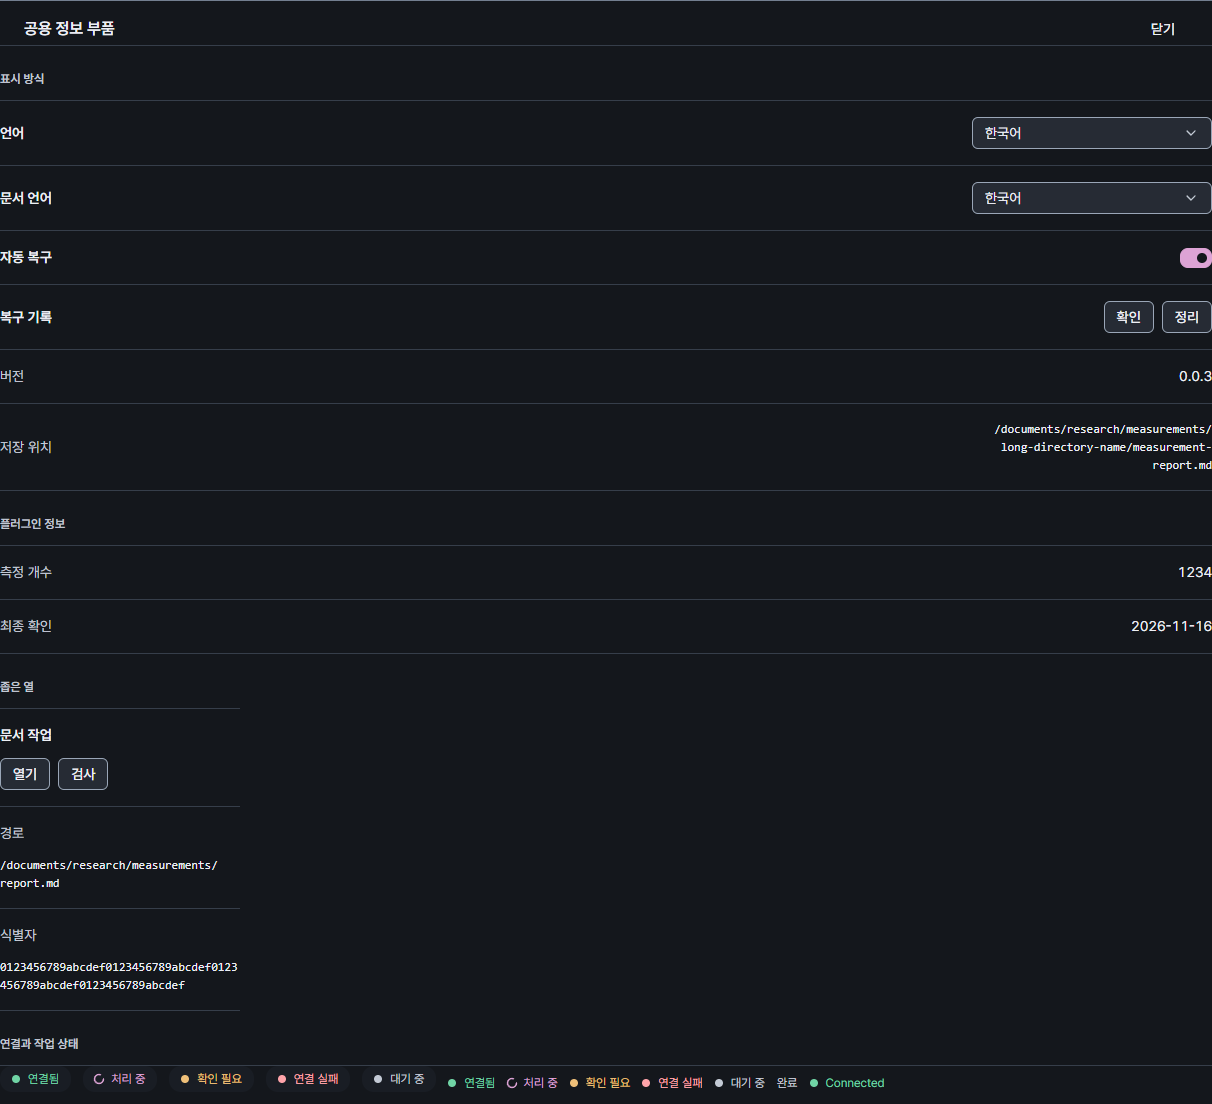 공용 정보 부품
닫기
표시 방식
언어
한국어
문서 언어
한국어
자동 복구
복구 기록
확인
정리
버전
0.0.3
저장 위치
/documents/research/measurements/
long-directory-name/measurement-
report.md
플러그인 정보
측정 개수
1234
최종 확인
2026-11-16
좁은 열
문서 작업
열기
검사
경로
/documents/research/measurements/
report.md
식별자
0123456789abcdef0123456789abcdef0123
456789abcdef0123456789abcdef
연결과 작업 상태
연결됨 처리 중 확인 필요 연결 실패 대기 중 연결됨 처리 중 확인 필요 연결 실패 대기 중 완료 Connected